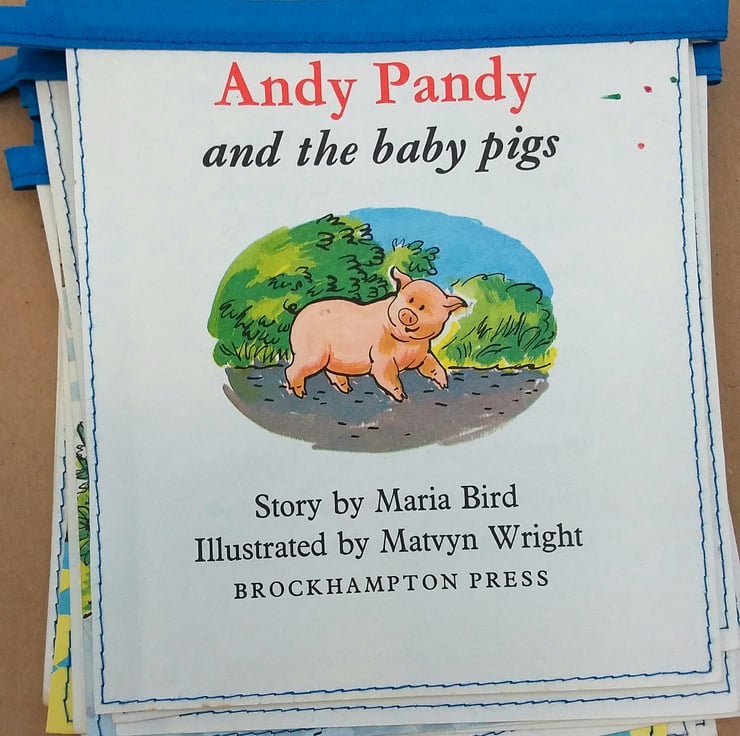 Andy Pandy
and the baby pigs
Story by Maria Bird
Illustrated by Matvyn Wright
BROCKHAMPTON PRESS